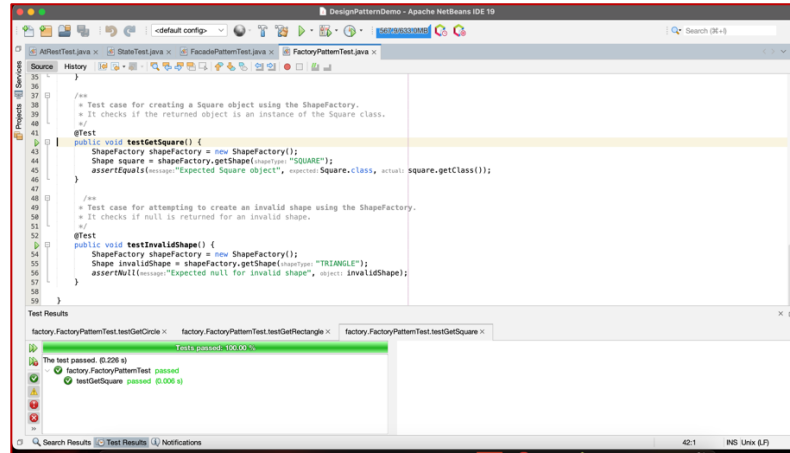 DesignPatternDemo - Apache NetBeans IDE 19
<default config>
Search (⌘+I)
AtRestTest.java × StateTest.java × FacadePatternTest.java × FactoryPatternTest.java ×
Source History
Services
Projects
35 }
36
37 /**
38 * Test case for creating a Square object using the ShapeFactory.
39 * It checks if the returned object is an instance of the Square class.
40 */
41 @Test
public void testGetSquare() {
43 ShapeFactory shapeFactory = new ShapeFactory();
44 Shape square = shapeFactory.getShape(shapeType: "SQUARE");
45 assertEquals(message:"Expected Square object", expected: Square.class, actual: square.getClass());
46 }
47
48 /**
49 * Test case for attempting to create an invalid shape using the ShapeFactory.
50 * It checks if null is returned for an invalid shape.
51 */
52 @Test
public void testInvalidShape() {
54 ShapeFactory shapeFactory = new ShapeFactory();
55 Shape invalidShape = shapeFactory.getShape(shapeType: "TRIANGLE");
56 assertNull(message:"Expected null for invalid shape", object: invalidShape);
57 }
58
59 }
Test Results
factory.FactoryPatternTest.testGetCircle × factory.FactoryPatternTest.testGetRectangle × factory.FactoryPatternTest.testGetSquare ×
Tests passed: 100.00 %
The test passed. (0.226 s)
factory.FactoryPatternTest passed
testGetSquare passed (0.006 s)
Search Results Test Results Notifications 42:1 INS Unix (LF)